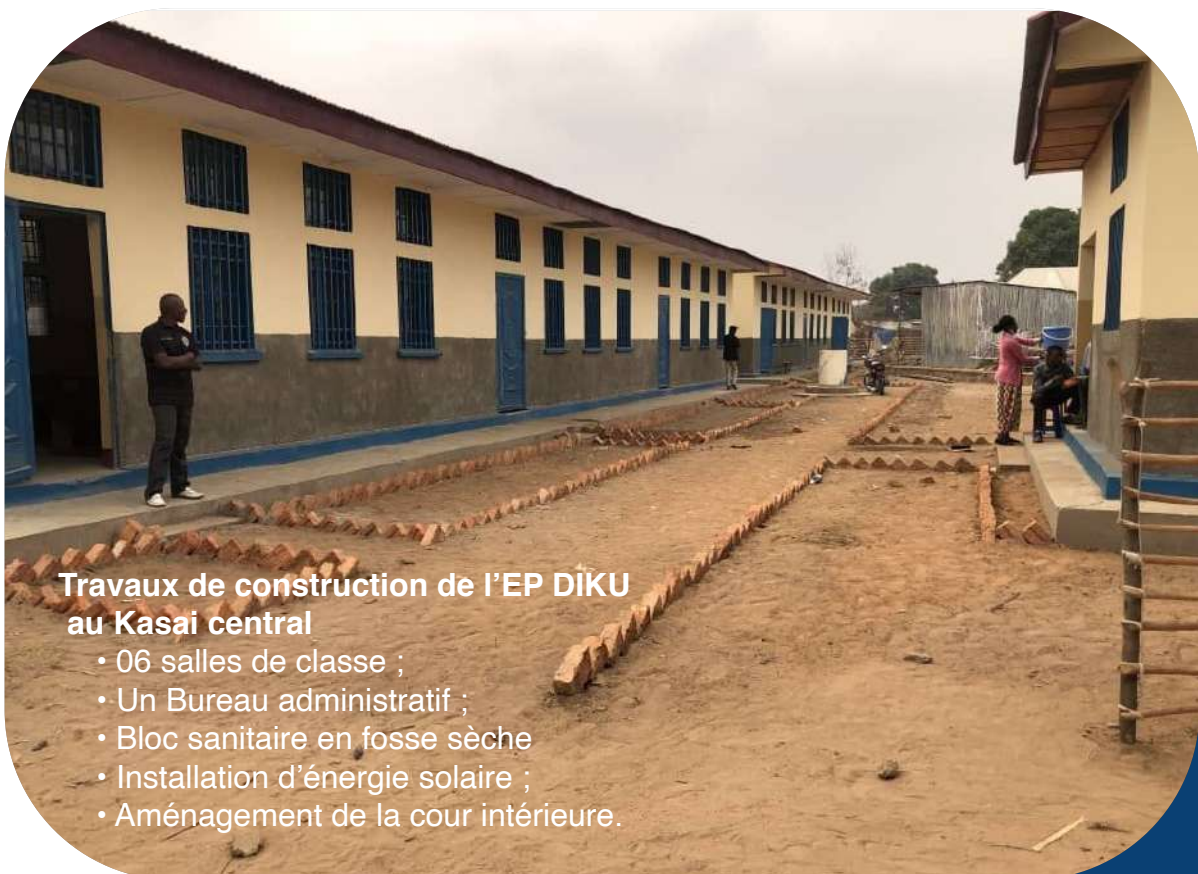 Travaux de construction de l’EP DIKU
au Kasai central
• 06 salles de classe ;
• Un Bureau administratif ;
• Bloc sanitaire en fosse sèche
• Installation d’énergie solaire ;
• Aménagement de la cour intérieure.